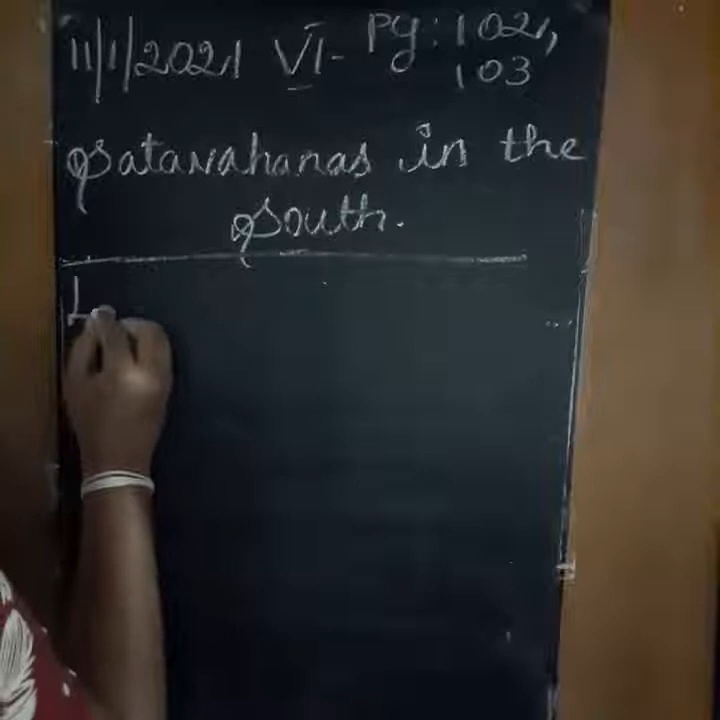 11/1/2021 VI- Pg: 102,
103
Satavahanas in the
South.
L